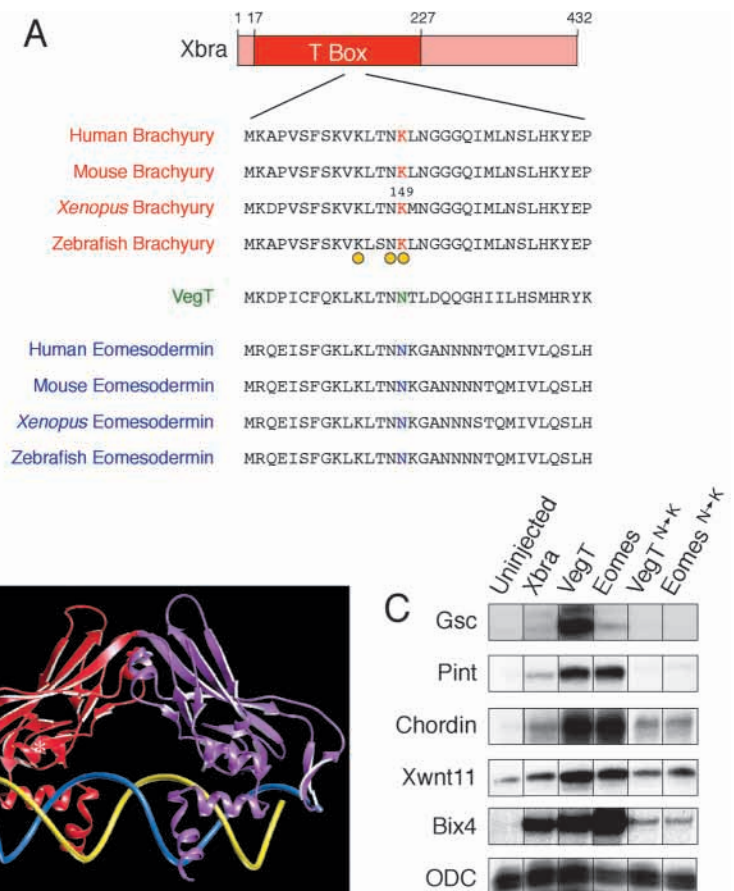 A
1 17 227 432
Xbra T Box
Human Brachyury MKAPVSFSKVKLTNKLNGGGQIMLNSLHKYEP
Mouse Brachyury MKAPVSFSKVKLTNKLNGGGQIMLNSLHKYEP
149
Xenopus Brachyury MKDPVSFSKVKLTNKMNGGGQIMLNSLHKYEP
Zebrafish Brachyury MKAPVSFSKVKLSNKLNGGGQIMLNSLHKYEP
VegT MKDPICFQKLKLTNNTLDQQGHIILHSMHRYK
Human Eomesodermin MRQEISFGKLKLTNNKGANNNNTQMIVLQSLH
Mouse Eomesodermin MRQEISFGKLKLTNNKGANNNNTQMIVLQSLH
Xenopus Eomesodermin MRQEISFGKLKLTNNKGANNNSTQMIVLQSLH
Zebrafish Eomesodermin MRQEISFGKLKLTNNKGANNNNTQMIVLQSLH
C
Uninjected Xbra VegT Eomes VegT N→K Eomes N→K
Gsc
Pint
Chordin
Xwnt11
Bix4
ODC